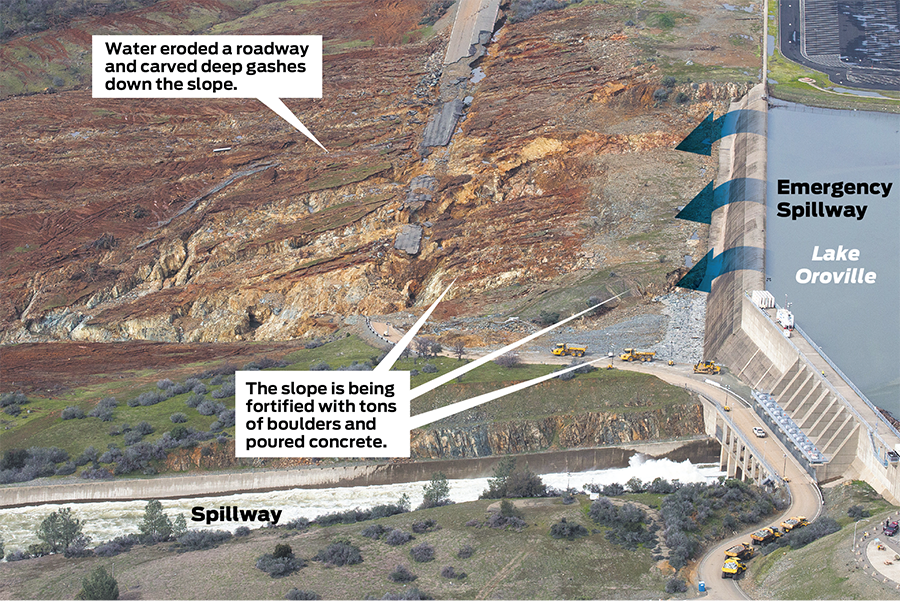 Water eroded a roadway
and carved deep gashes
down the slope.
Emergency
Spillway
Lake
Oroville
The slope is being
fortified with tons
of boulders and
poured concrete.
Spillway